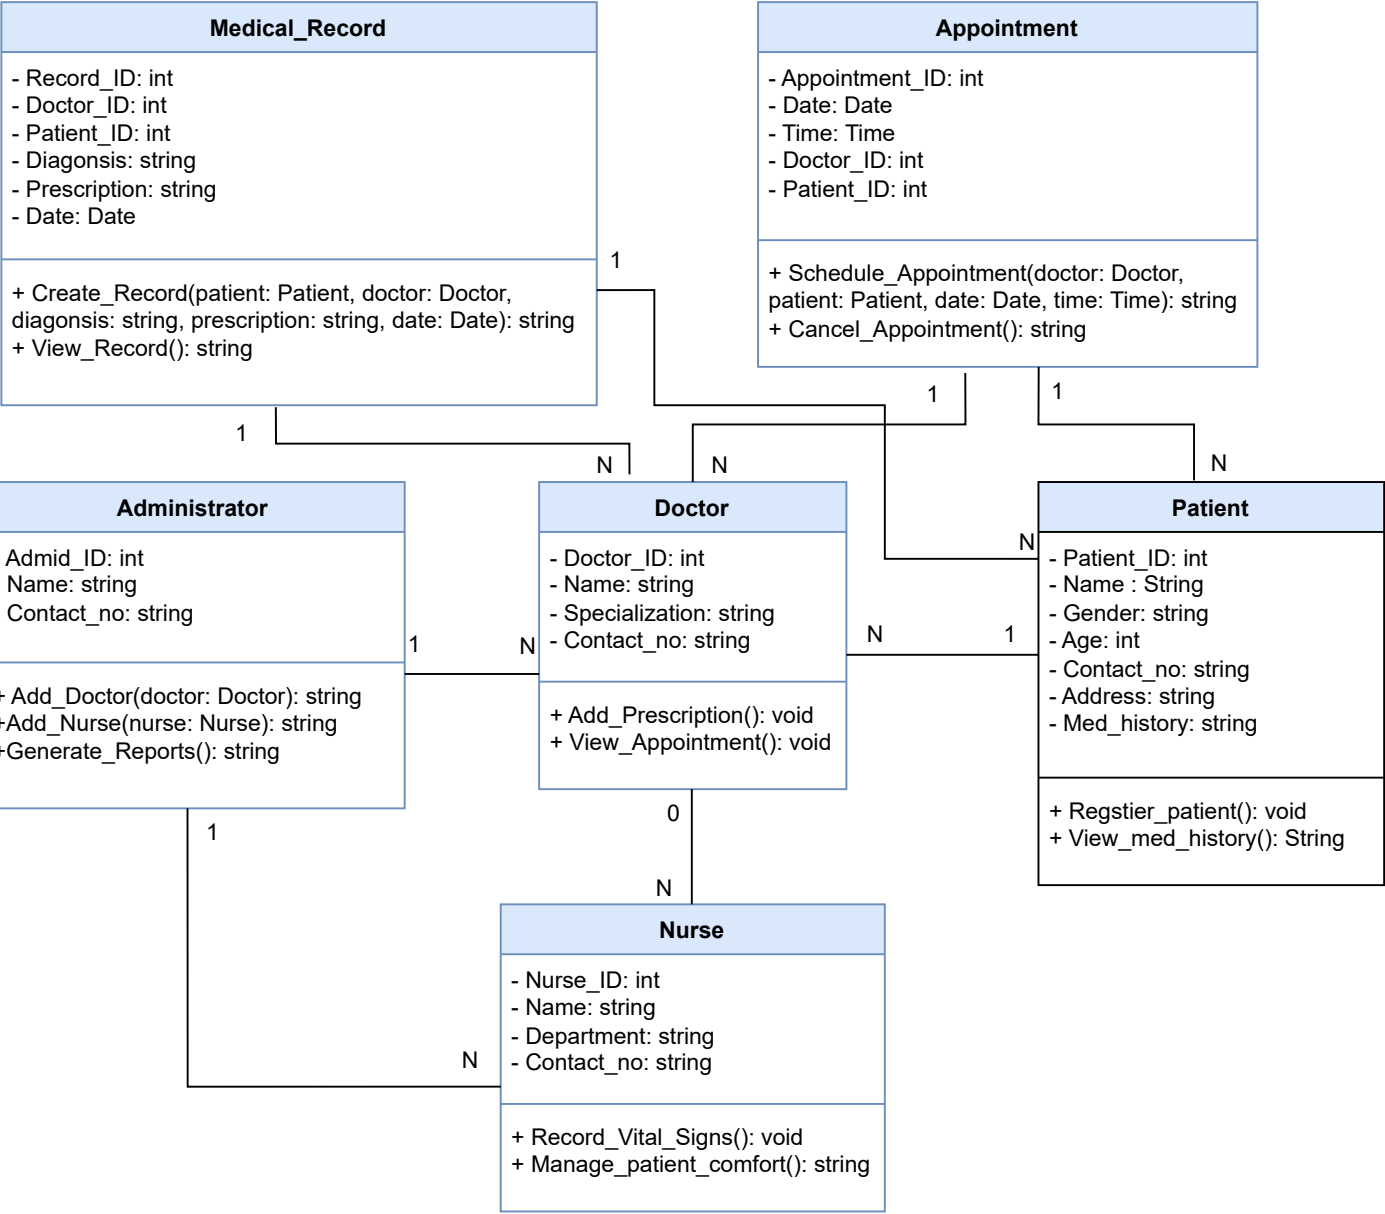 Medical_Record
- Record_ID: int
- Doctor_ID: int
- Patient_ID: int
- Diagonsis: string
- Prescription: string
- Date: Date
+ Create_Record(patient: Patient, doctor: Doctor,
diagonsis: string, prescription: string, date: Date): string
+ View_Record(): string
Appointment
- Appointment_ID: int
- Date: Date
- Time: Time
- Doctor_ID: int
- Patient_ID: int
+ Schedule_Appointment(doctor: Doctor,
patient: Patient, date: Date, time: Time): string
+ Cancel_Appointment(): string
1
1
1
1
N
N
N
N
Administrator
Admid_ID: int
Name: string
Contact_no: string
+ Add_Doctor(doctor: Doctor): string
+Add_Nurse(nurse: Nurse): string
+Generate_Reports(): string
1
N
Doctor
- Doctor_ID: int
- Name: string
- Specialization: string
- Contact_no: string
+ Add_Prescription(): void
+ View_Appointment(): void
N
1
Patient
- Patient_ID: int
- Name : String
- Gender: string
- Age: int
- Contact_no: string
- Address: string
- Med_history: string
+ Regstier_patient(): void
+ View_med_history(): String
1
0
N
N
Nurse
- Nurse_ID: int
- Name: string
- Department: string
- Contact_no: string
+ Record_Vital_Signs(): void
+ Manage_patient_comfort(): string